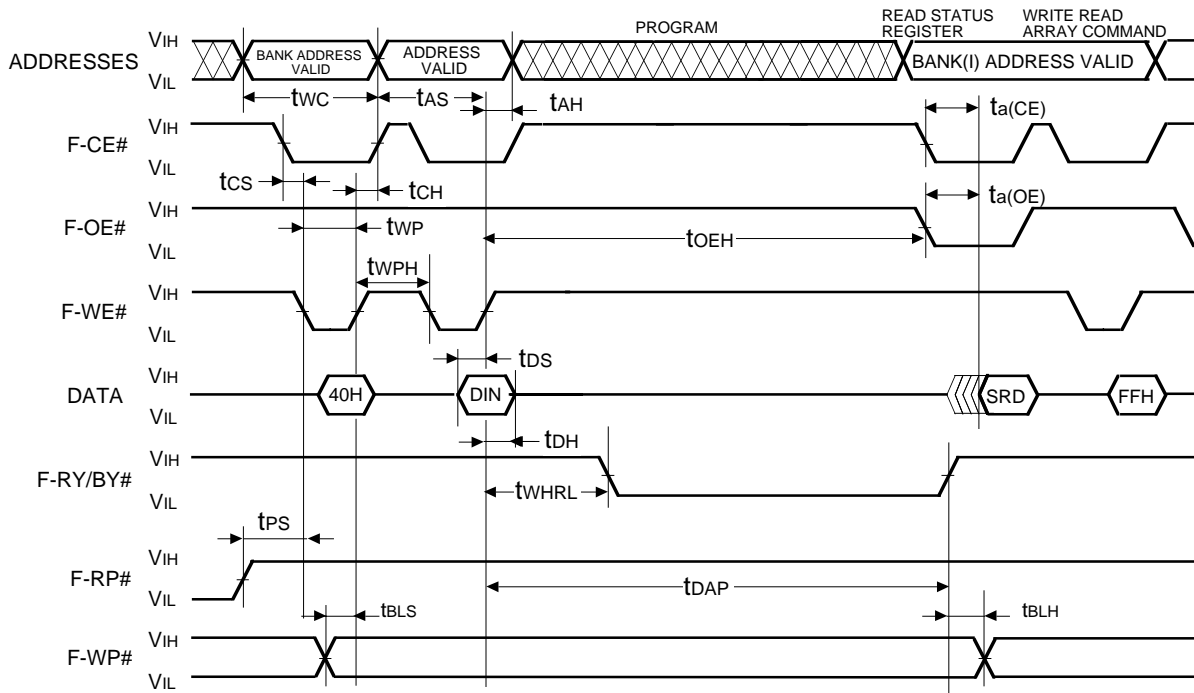 PROGRAM
READ STATUS REGISTER
WRITE READ ARRAY COMMAND
ADDRESSES
VIH
VIL
BANK ADDRESS VALID
ADDRESS VALID
BANK(I) ADDRESS VALID
tWC
tAS
tAH
ta(CE)
F-CE#
VIH
VIL
tCS
tCH
ta(OE)
F-OE#
VIH
VIL
tWP
tOEH
tWPH
F-WE#
VIH
VIL
tDS
DATA
VIH
VIL
40H
DIN
SRD
FFH
tDH
F-RY/BY#
VIH
VIL
tWHRL
tPS
F-RP#
VIH
VIL
tDAP
tBLS
tBLH
F-WP#
VIH
VIL